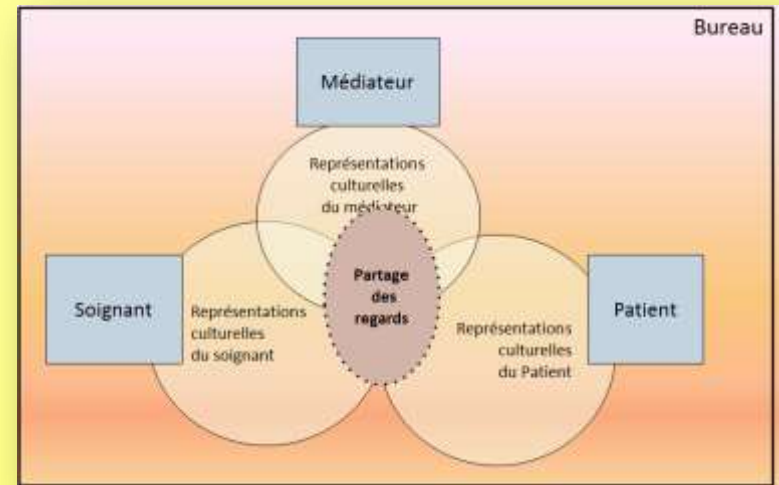 Bureau
Médiateur
Représentations
culturelles
du médiateur
Soignant
Représentations
culturelles
du soignant
Partage
des
regards
Représentations
culturelles
du Patient
Patient